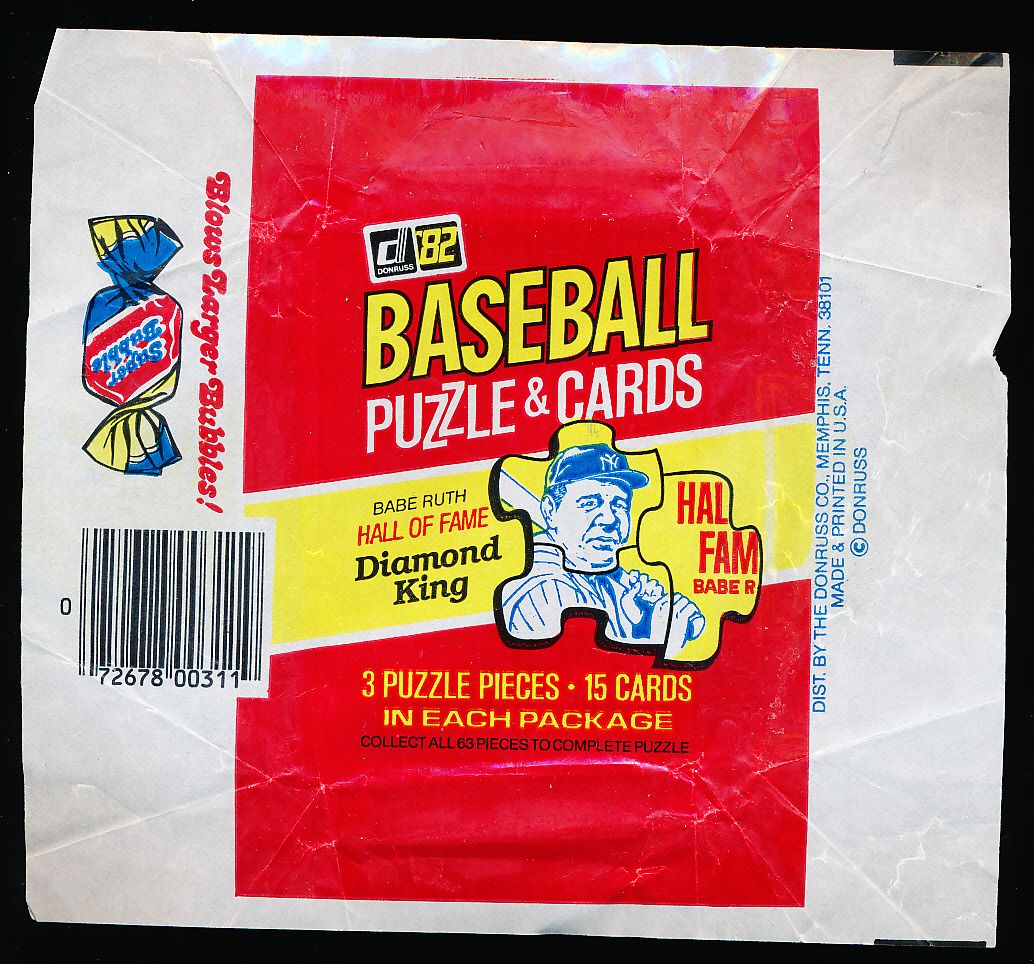 Blows Larger Bubbles!
Super
Bubble
0
72678 00311
d '82
DONRUSS
BASEBALL
PUZZLE & CARDS
BABE RUTH
HALL OF FAME
Diamond
King
NY
HAL
FAM
BABE R
3 PUZZLE PIECES • 15 CARDS
IN EACH PACKAGE
COLLECT ALL 63 PIECES TO COMPLETE PUZZLE
DIST. BY THE DONRUSS CO., MEMPHIS, TENN. 38101
MADE & PRINTED IN U.S.A.
© DONRUSS